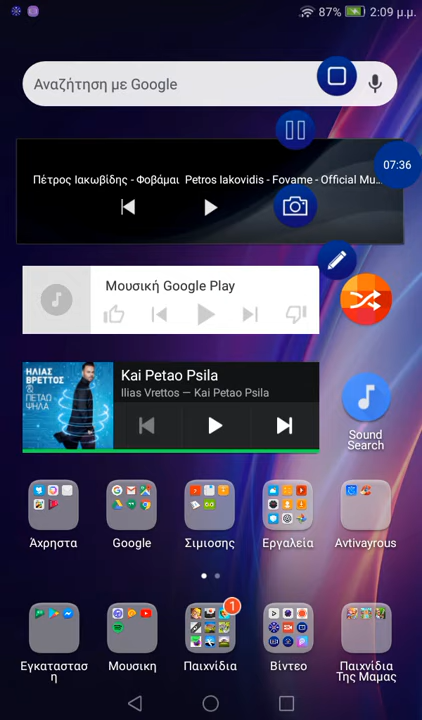 87% 2:09 μ.μ.
Αναζήτηση με Google
07:36
Πέτρος Ιακωβίδης - Φοβάμαι Petros Iakovidis - Fovame - Official Mu...
Μουσική Google Play
ΗΛΙΑΣ
ΒΡΕΤΤΟΣ
ΠΕΤΑΩ
ΨΗΛΑ
Kai Petao Psila
Ilias Vrettos — Kai Petao Psila
Sound
Search
Άχρηστα
Google
Σιμιοσης
Εργαλεία
Antivayrous
1
Εγκαταστασ
η
Μουσικη
Παιχνίδια
Βίντεο
Παιχνίδια
Της Μαμας